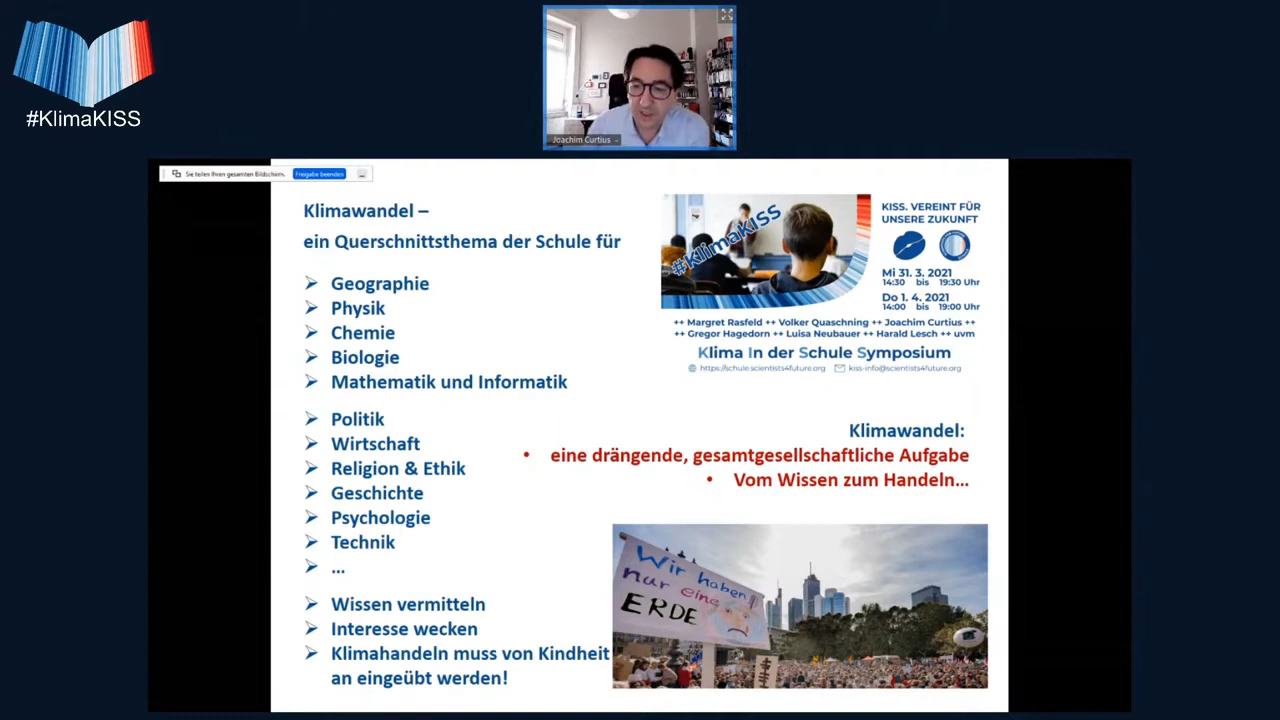 #KlimaKISS
Joachim Curtius
Sie teilen Ihren gesamten Bildschirm.
Freigabe beenden
Klimawandel –
ein Querschnittsthema der Schule für
Geographie
Physik
Chemie
Biologie
Mathematik und Informatik
Politik
Wirtschaft
Religion & Ethik
Geschichte
Psychologie
Technik
...
Wissen vermitteln
Interesse wecken
Klimahandeln muss von Kindheit
an eingeübt werden!
#KlimaKISS
KISS. VEREINT FÜR
UNSERE ZUKUNFT
Mi 31. 3. 2021
14:30 bis 19:30 Uhr
Do 1. 4. 2021
14:00 bis 19:00 Uhr
++ Margret Rasfeld ++ Volker Quaschning ++ Joachim Curtius ++
++ Gregor Hagedorn ++ Luisa Neubauer ++ Harald Lesch ++ uvm
Klima In der Schule Symposium
https://schule.scientists4future.org kiss-info@scientists4future.org
Klimawandel:
• eine drängende, gesamtgesellschaftliche Aufgabe
• Vom Wissen zum Handeln...
Wir haben
nur eine
ERDE